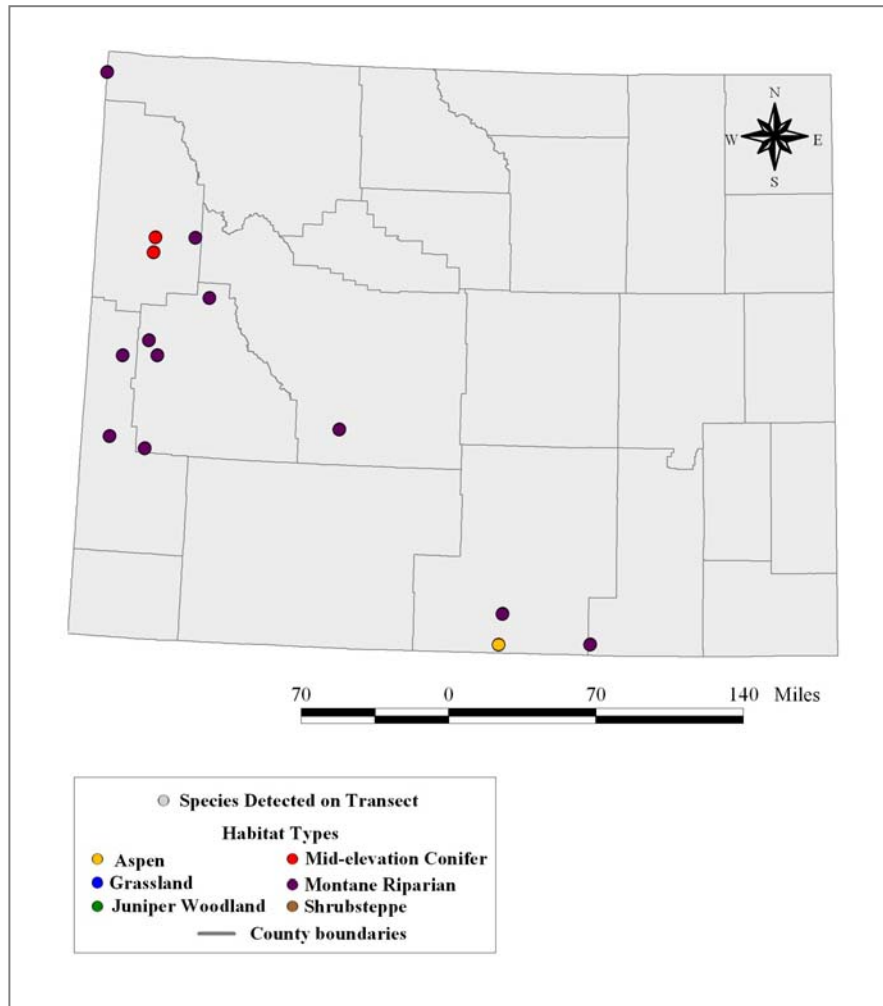 N
W E
S
70 0 70 140 Miles
Species Detected on Transect
Habitat Types
Aspen Mid-elevation Conifer
Grassland Montane Riparian
Juniper Woodland Shrubsteppe
County boundaries